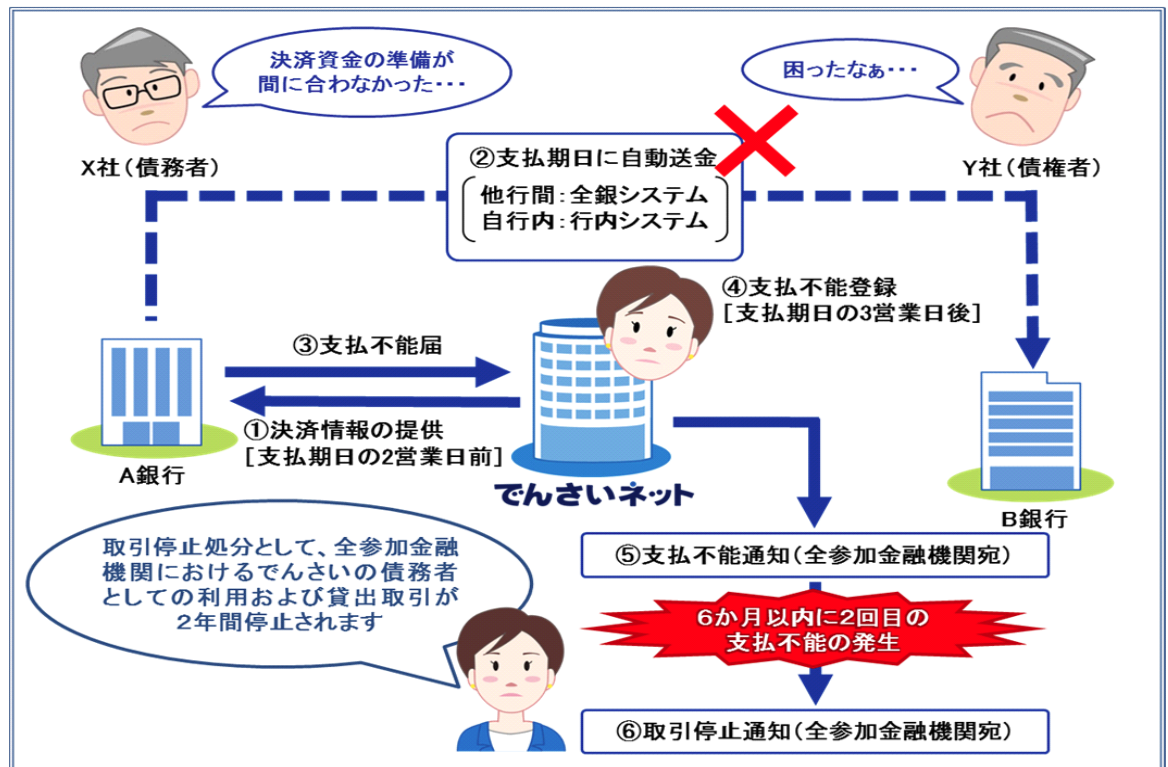 決済資金の準備が
間に合わなかった・・・
困ったなぁ・・・
X社(債務者)
Y社(債権者)
②支払期日に自動送金
他行間:全銀システム
自行内:行内システム
④支払不能登録
[支払期日の3営業日後]
③支払不能届
①決済情報の提供
[支払期日の2営業日前]
A銀行
でんさいネット
B銀行
取引停止処分として、全参加金融
機関におけるでんさいの債務者
としての利用および貸出取引が
2年間停止されます
⑤支払不能通知(全参加金融機関宛)
6か月以内に2回目の
支払不能の発生
⑥取引停止通知(全参加金融機関宛)